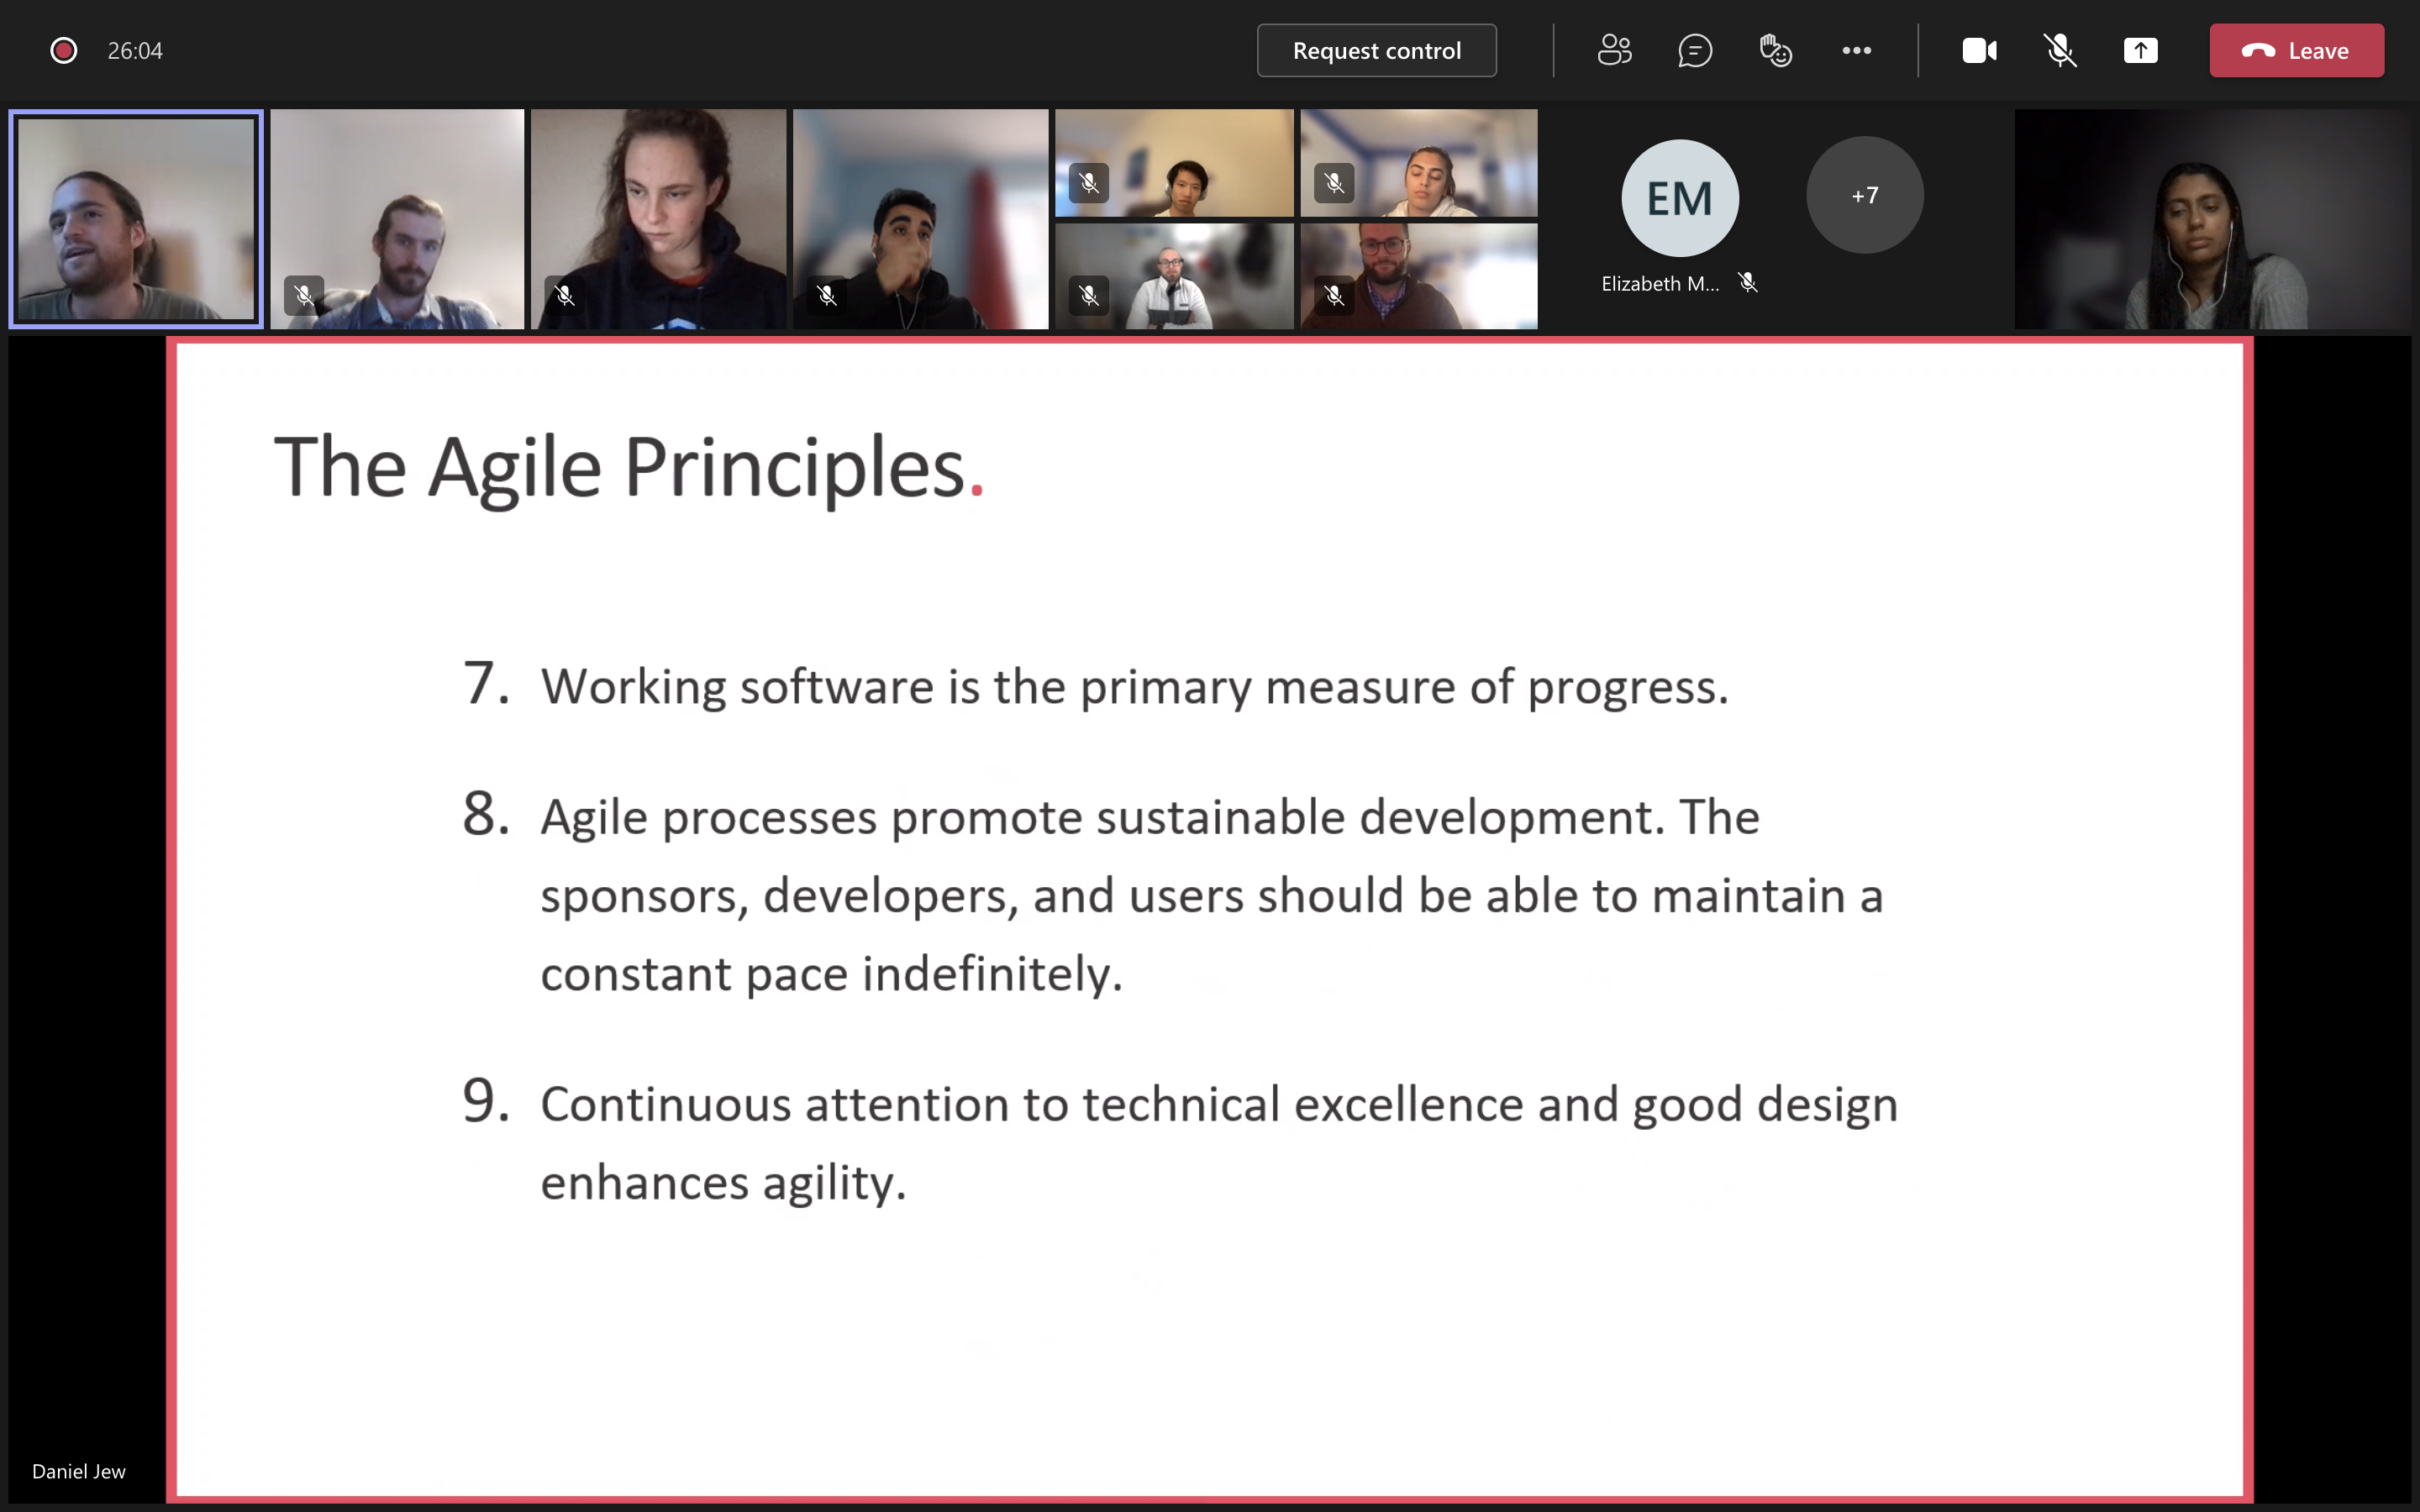 26:04
Request control
Leave
EM
+7
Elizabeth M...
The Agile Principles.
7. Working software is the primary measure of progress.
8. Agile processes promote sustainable development. The
sponsors, developers, and users should be able to maintain a
constant pace indefinitely.
9. Continuous attention to technical excellence and good design
enhances agility.
Daniel Jew